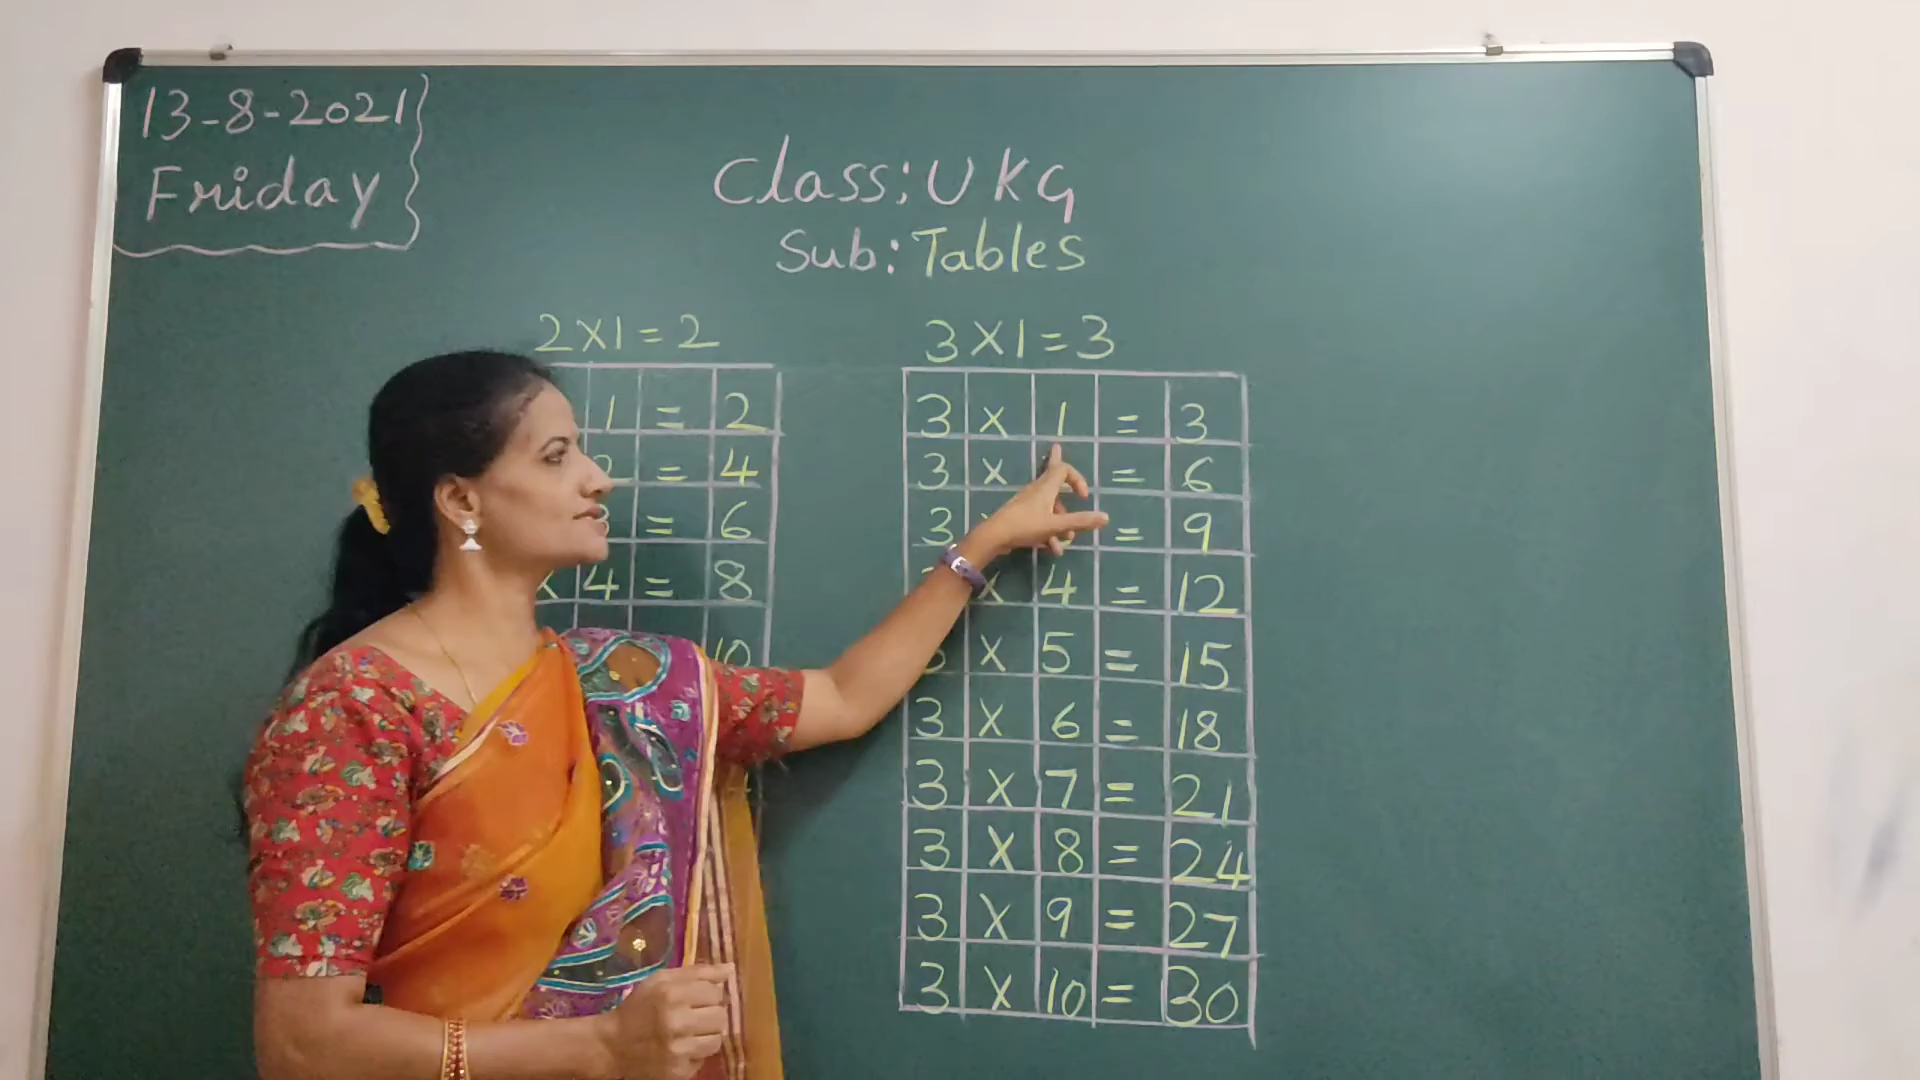 13-8-2021
Friday
Class: UKG
Sub: Tables
2x1=2
1 = 2
2 = 4
= 6
x 4 = 8
10
3x1=3
3 x 1 = 3
3 x = 6
3 = 9
x 4 = 12
3 x 5 = 15
3 x 6 = 18
3 x 7 = 21
3 x 8 = 24
3 x 9 = 27
3 x 10 = 30